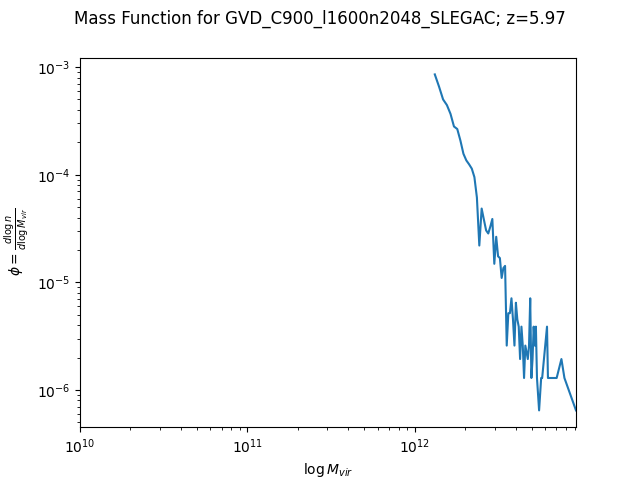 Mass Function for GVD_C900_l1600n2048_SLEGAC; z=5.97
10⁻³
10⁻⁴
10⁻⁵
10⁻⁶
ϕ = d log n / d log M_vir
10¹⁰ 10¹¹ 10¹²
log M_vir